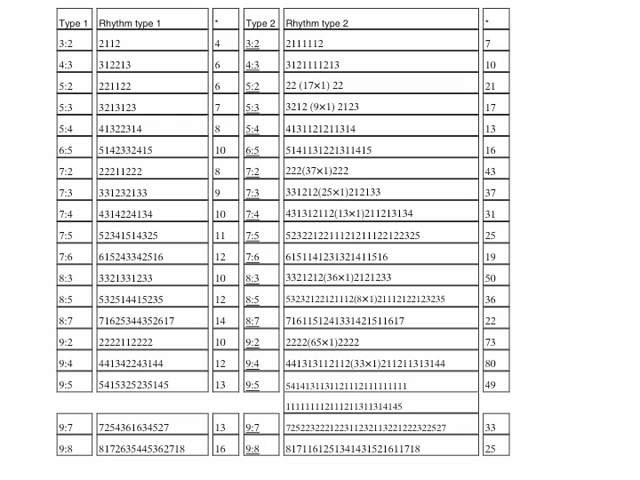 Type 1 Rhythm type 1 * Type 2 Rhythm type 2 *
3:2 2112 4 3:2 2111112 7
4:3 312213 6 4:3 3121111213 10
5:2 221122 6 5:2 22 (17×1) 22 21
5:3 3213123 7 5:3 3212 (9×1) 2123 17
5:4 41322314 8 5:4 4131121211314 13
6:5 5142332415 10 6:5 5141131221311415 16
7:2 22211222 8 7:2 222(37×1)222 43
7:3 331232133 9 7:3 331212(25×1)212133 37
7:4 4314224134 10 7:4 431312112(13×1)211213134 31
7:5 52341514325 11 7:5 5232212211121211122122325 25
7:6 615243342516 12 7:6 6151141231321411516 19
8:3 3321331233 10 8:3 3321212(36×1)2121233 50
8:5 532514415235 12 8:5 53232122121112(8×1)21112122123235 36
8:7 71625344352617 14 8:7 7161151241331421511617 22
9:2 2222112222 10 9:2 2222(65×1)2222 73
9:4 441342243144 12 9:4 441313112112(33×1)211211313144 80
9:5 5415325235145 13 9:5 5414131131121112111111111 49
1111111112111211311314145
9:7 7254361634527 13 9:7 725223222122311232113221222322527 33
9:8 8172635445362718 16 9:8 8171161251341431521611718 25